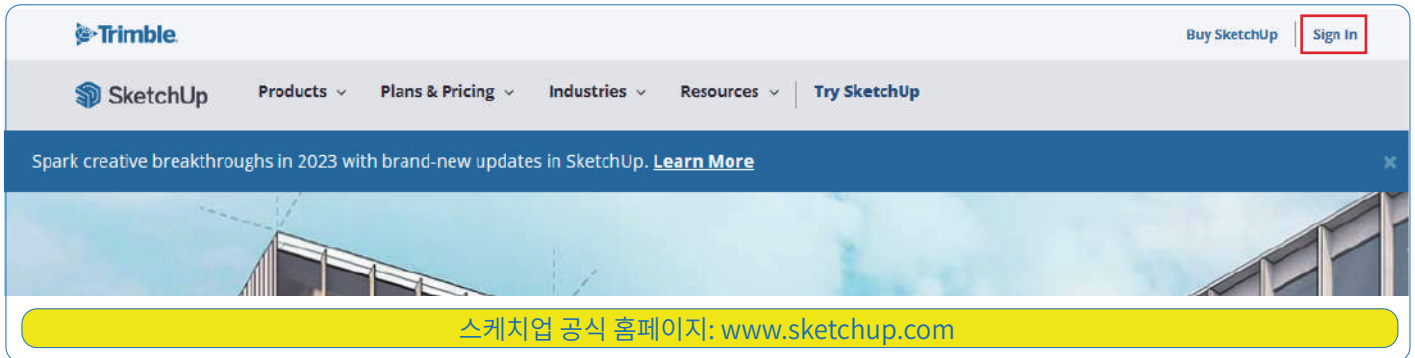 Trimble.
Buy SketchUp Sign In
SketchUp Products Plans & Pricing Industries Resources Try SketchUp
Spark creative breakthroughs in 2023 with brand-new updates in SketchUp. Learn More
스케치업 공식 홈페이지: www.sketchup.com